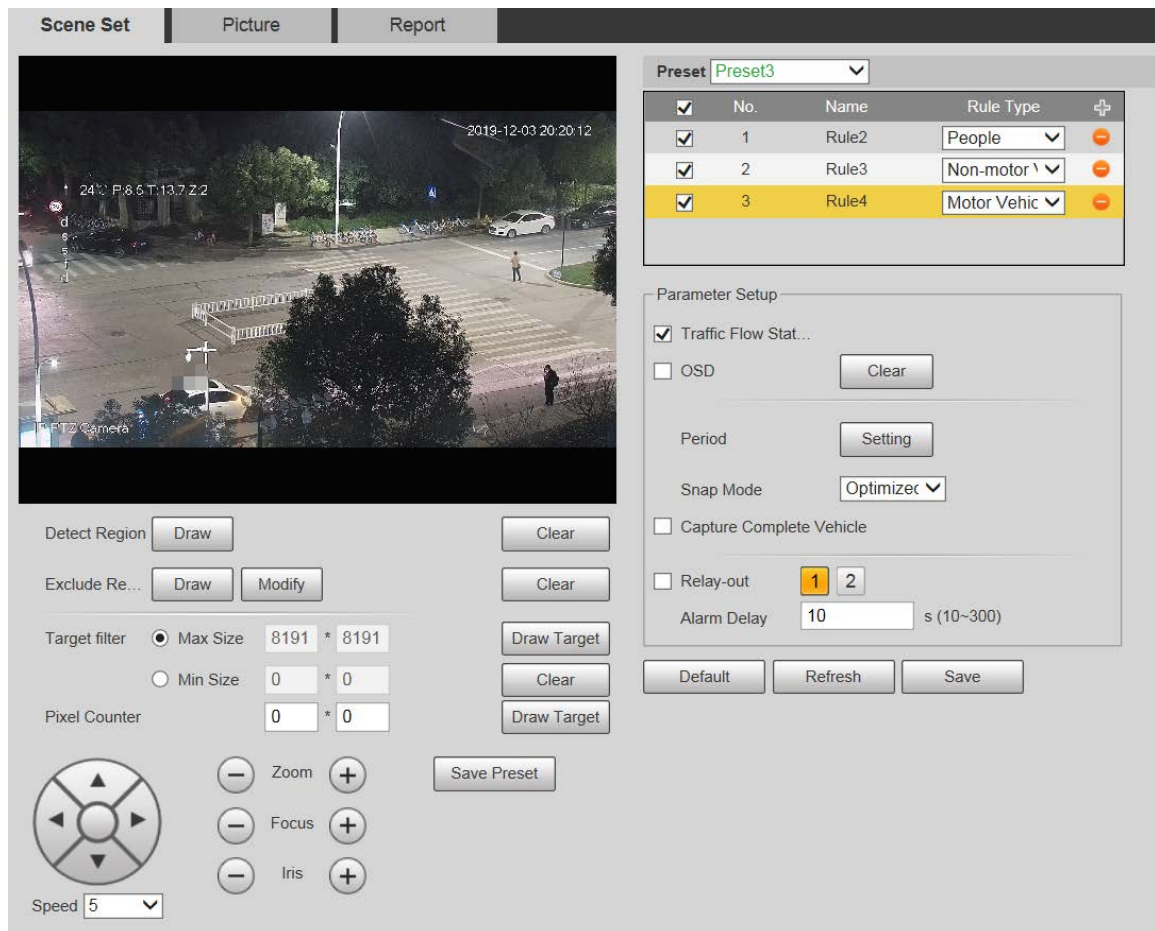 Scene Set Picture Report
Preset Preset3
No. Name Rule Type
1 Rule2 People
2 Rule3 Non-motor
3 Rule4 Motor Vehic
2019-12-03 20:20:12
24℃ P:8.5 T:13.7 Z:2
d
s
s
f
d
PTZ Camera
Parameter Setup
Traffic Flow Stat...
OSD Clear
Period Setting
Snap Mode Optimized
Capture Complete Vehicle
Relay-out 1 2
Alarm Delay 10 s (10~300)
Default Refresh Save
Detect Region Draw Clear
Exclude Re... Draw Modify Clear
Target filter Max Size 8191 * 8191 Draw Target
Min Size 0 * 0 Clear
Pixel Counter 0 * 0 Draw Target
Zoom Save Preset
Focus
Iris
Speed 5